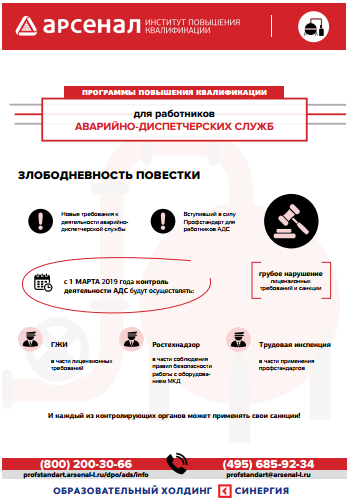 арсенал ИНСТИТУТ ПОВЫШЕНИЯ
КВАЛИФИКАЦИИ
ПРОГРАММЫ ПОВЫШЕНИЯ КВАЛИФИКАЦИИ
для работников
АВАРИЙНО-ДИСПЕТЧЕРСКИХ СЛУЖБ
ЗЛОБОДНЕВНОСТЬ ПОВЕСТКИ
Новые требования к
деятельности аварийно-
диспетчерской службы
Вступивший в силу
Профстандарт для
работников АДС
грубое нарушение
лицензионных
требований и санкции
с 1 МАРТА 2019 года контроль
деятельности АДС будут осуществлять:
ГЖИ
в части лицензионных
требований
Ростехнадзор
в части соблюдения
правил безопасности
работы с оборудова-
нием МКД
Трудовая инспекция
в части применения
профстандартов
И каждый из контролирующих органов может применять свои санкции!
(800) 200-30-66
(495) 685-92-34
profstandart.arsenal-i.ru/dpo/ads/info
profstandart@arsenal-i.ru
ОБРАЗОВАТЕЛЬНЫЙ ХОЛДИНГ СИНЕРГИЯ